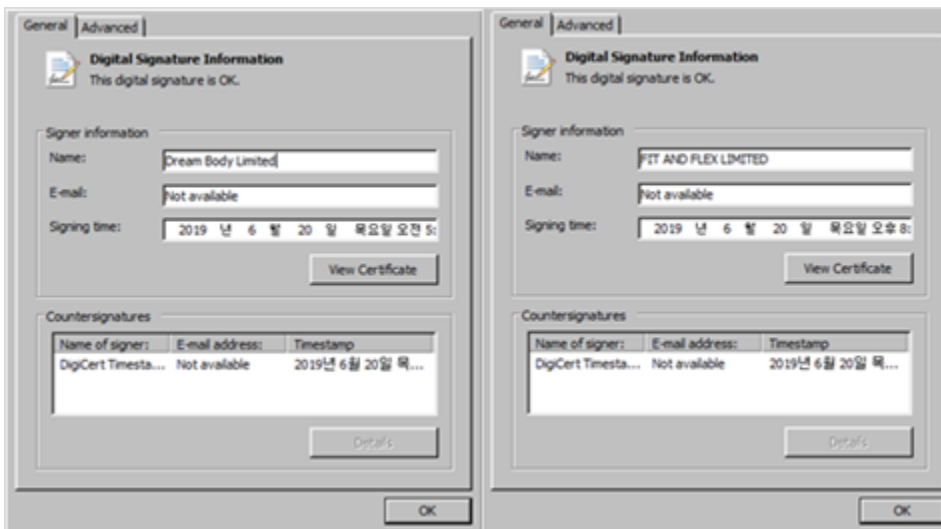 General Advanced
Digital Signature Information
This digital signature is OK.
Signer information
Name: Dream Body Limited
E-mail: Not available
Signing time: 2019 년 6 월 20 일 목요일 오전 5:
View Certificate
Countersignatures
Name of signer: E-mail address: Timestamp
DigiCert Timesta... Not available 2019년 6월 20일 목...
Details
OK
General Advanced
Digital Signature Information
This digital signature is OK.
Signer information
Name: FIT AND FLEX LIMITED
E-mail: Not available
Signing time: 2019 년 6 월 20 일 목요일 오후 8:
View Certificate
Countersignatures
Name of signer: E-mail address: Timestamp
DigiCert Timesta... Not available 2019년 6월 20일 목...
Details
OK